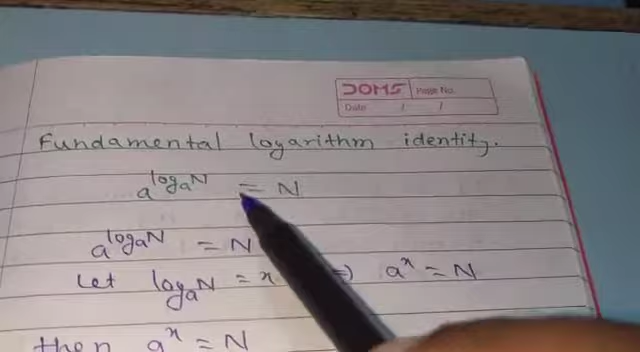 DOMS Page No.
Date / /
Fundamental logarithm identity.
a^log_a N = N
a^log_a N = N
Let log_a N = x => a^x = N
then a^x = N